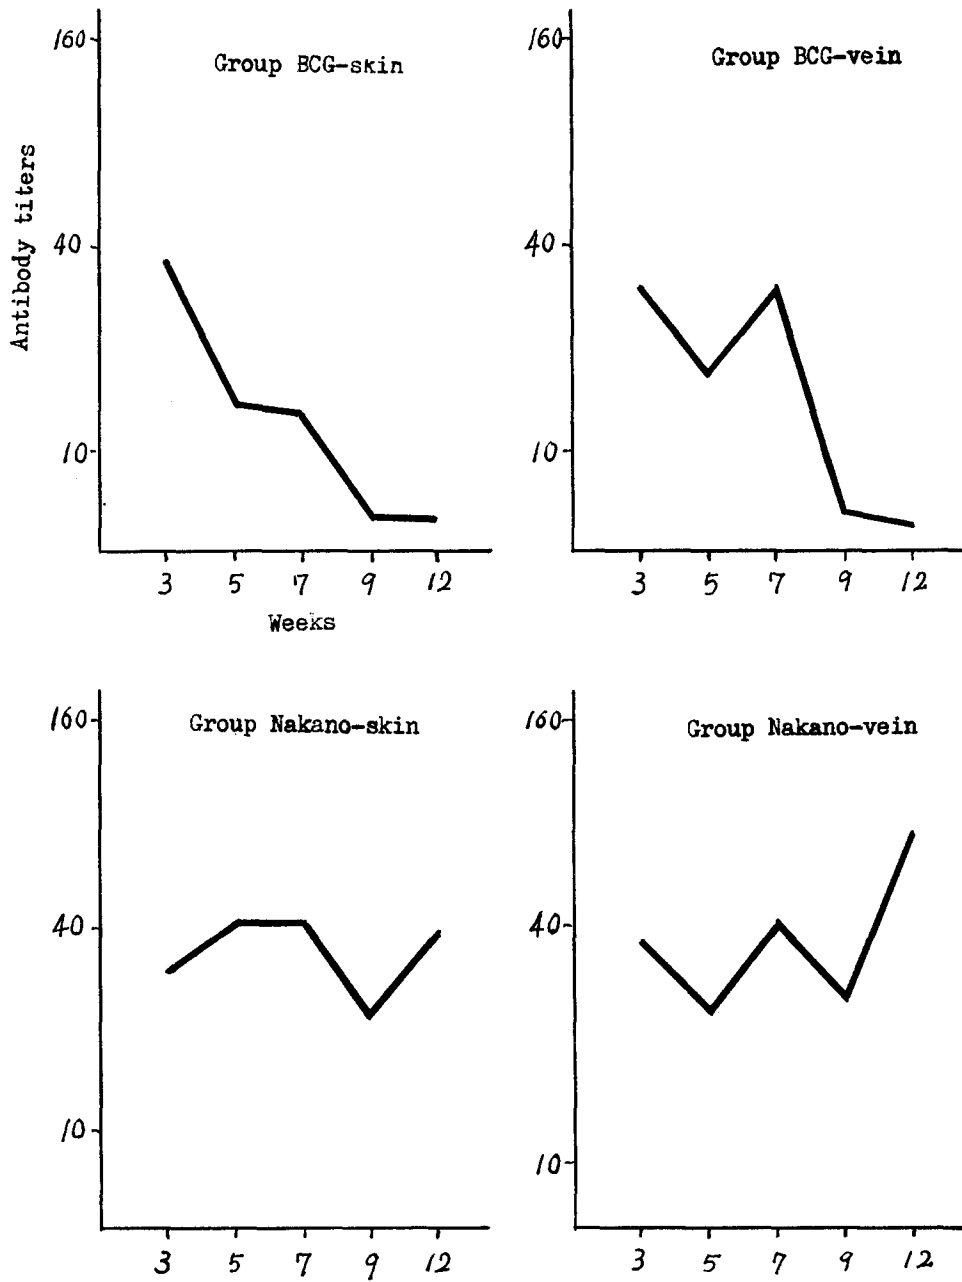 160
Group BCG-skin
Antibody titers
40
10
3 5 7 9 12
Weeks
160
Group BCG-vein
40
10
3 5 7 9 12
160
Group Nakano-skin
40
10
3 5 7 9 12
160
Group Nakano-vein
40
10
3 5 7 9 12